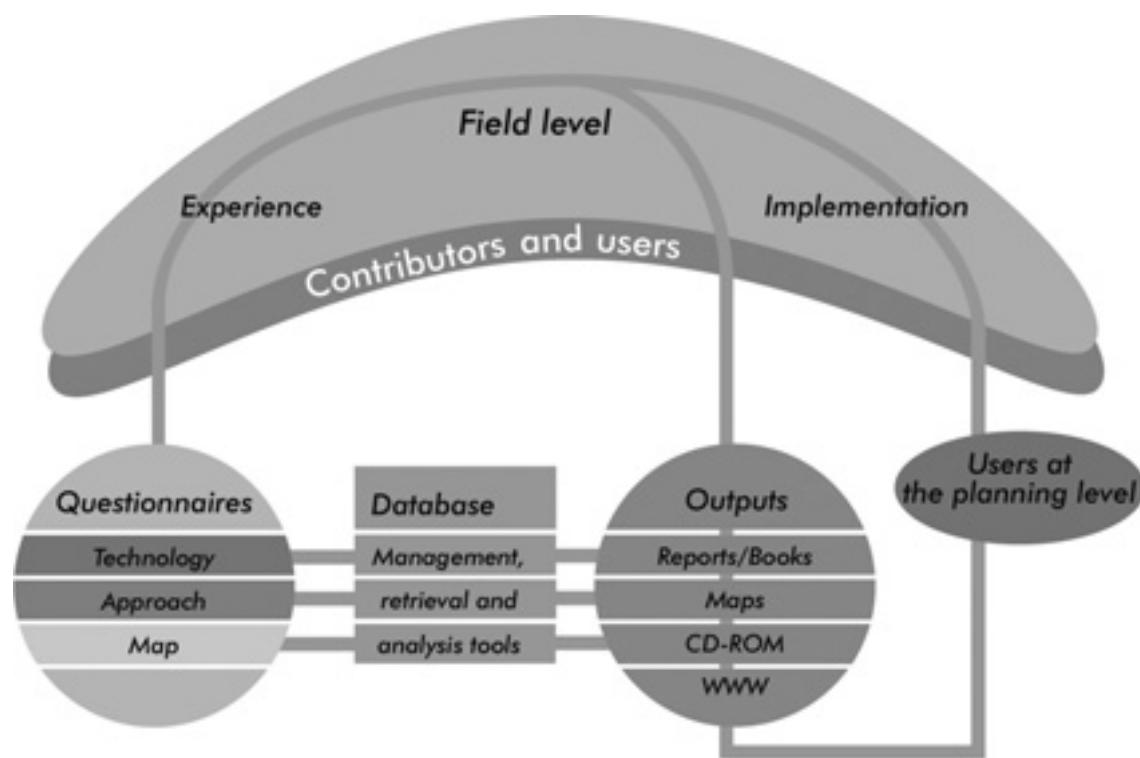 Field level
Experience
Implementation
Contributors and users
Questionnaires
Technology
Approach
Map
Database
Management,
retrieval and
analysis tools
Outputs
Reports/Books
Maps
CD-ROM
WWW
Users at
the planning level